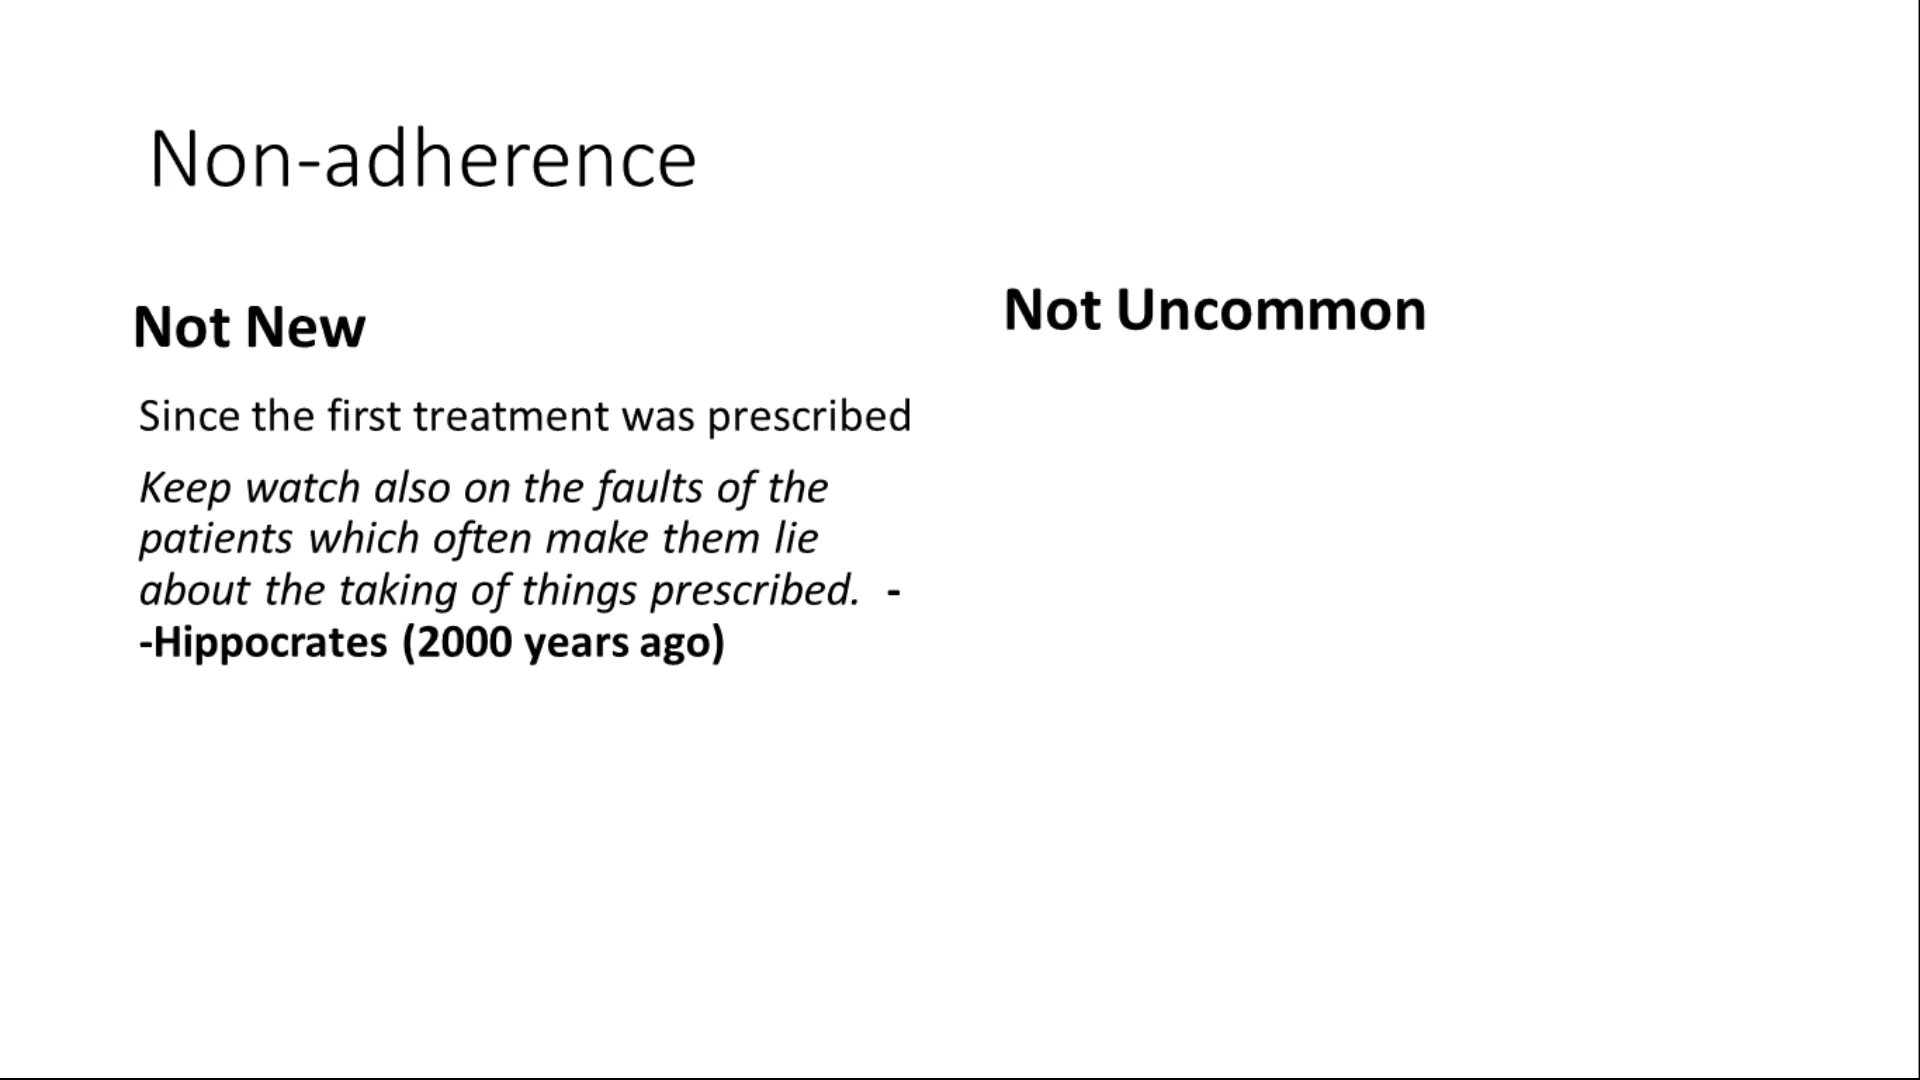 Non-adherence
Not New
Since the first treatment was prescribed
Keep watch also on the faults of the
patients which often make them lie
about the taking of things prescribed.  -
-Hippocrates (2000 years ago)
Not Uncommon